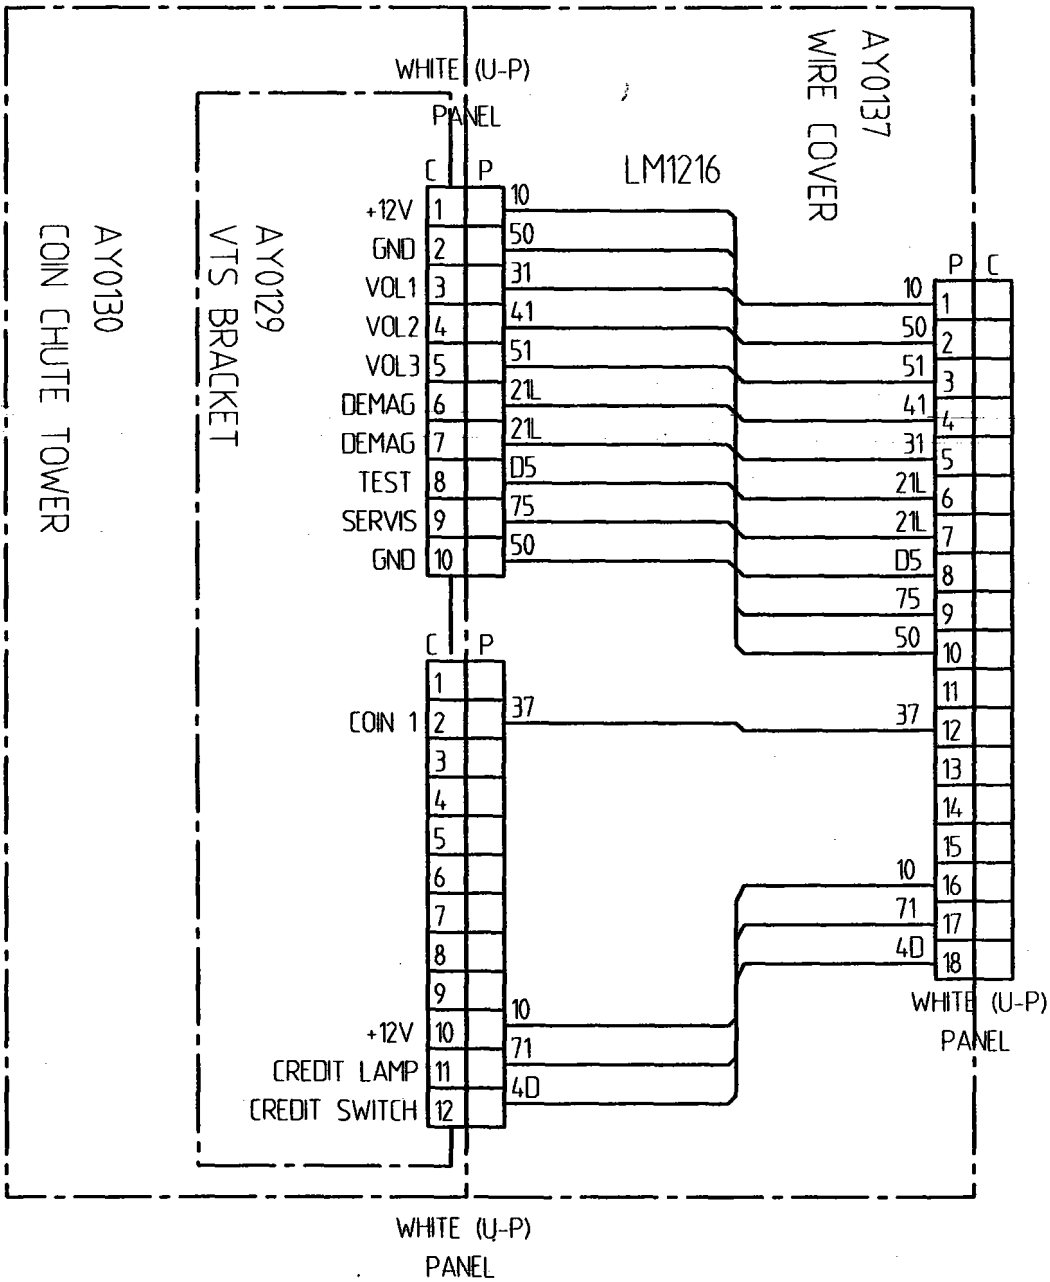 WHITE (U-P)
PANEL
AY0137
WIRE COVER
LM1216
AY0130
COIN CHUTE TOWER
AY0129
VTS BRACKET
C P
+12V 1 10
GND 2 50
VOL1 3 31
VOL2 4 41
VOL3 5 51
DEMAG 6 21L
DEMAG 7 21L
TEST 8 D5
SERVIS 9 75
GND 10 50
C P
1
COIN 1 2 37
3
4
5
6
7
8
9
+12V 10 10
CREDIT LAMP 11 71
CREDIT SWITCH 12 4D
WHITE (U-P)
PANEL
P C
10 1
50 2
51 3
41 4
31 5
21L 6
21L 7
D5 8
75 9
50 10
11
37 12
13
14
15
10 16
71 17
4D 18
WHITE (U-P)
PANEL